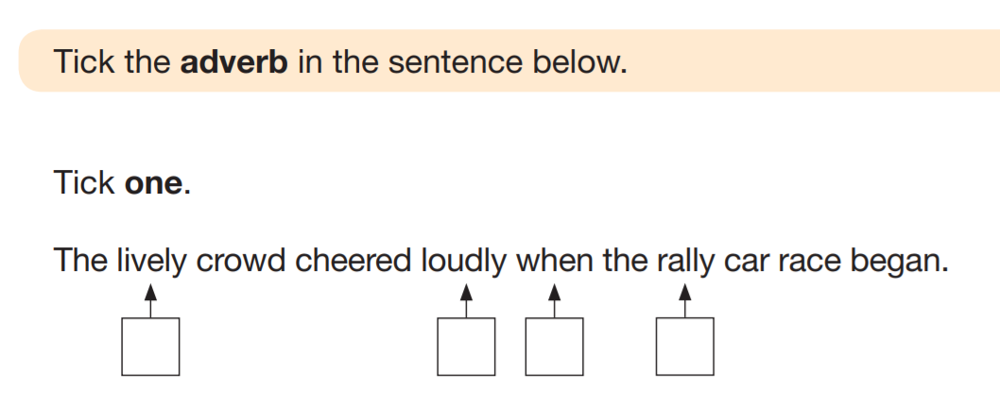 Tick the adverb in the sentence below.
Tick one.
The lively crowd cheered loudly when the rally car race began.